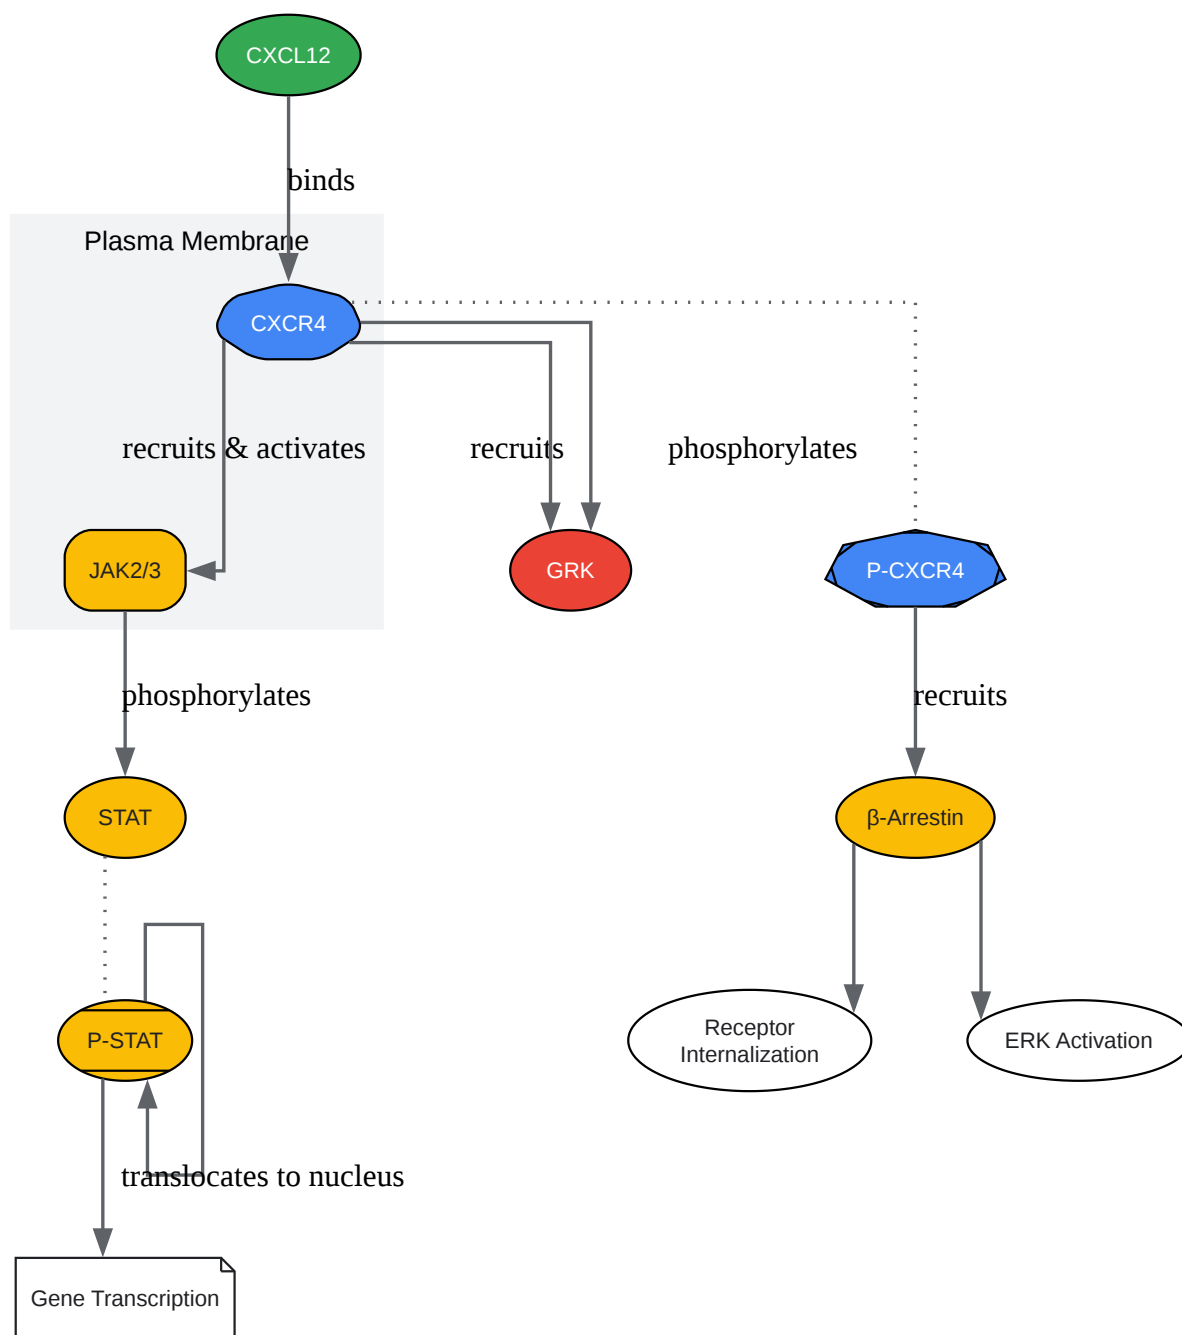 CXCL12
binds
Plasma Membrane
CXCR4
recruits & activates
recruits
phosphorylates
JAK2/3
GRK
P-CXCR4
phosphorylates
recruits
STAT
β-Arrestin
P-STAT
Receptor
Internalization
ERK Activation
translocates to nucleus
Gene Transcription